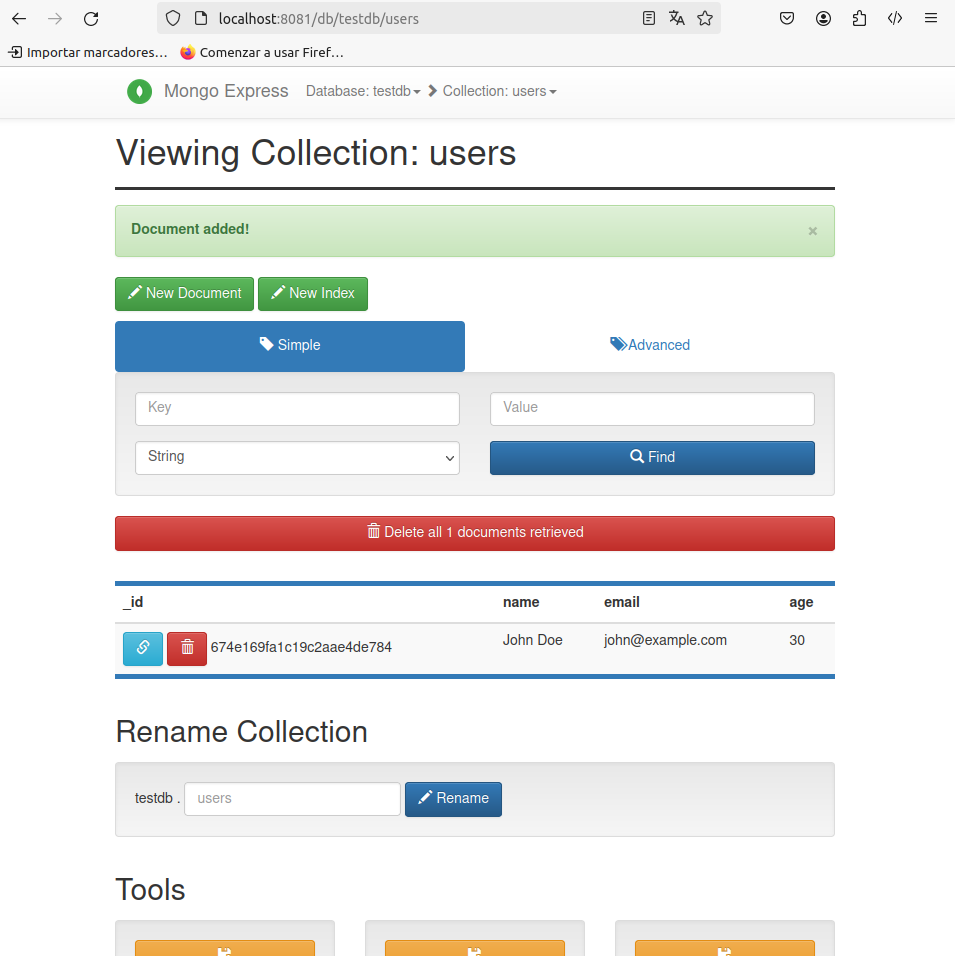 localhost:8081/db/testdb/users
Importar marcadores… Comenzar a usar Firef…
Mongo Express Database: testdb Collection: users
Viewing Collection: users
Document added! ×
New Document New Index
Simple Advanced
Key Value
String Find
Delete all 1 documents retrieved
_id name email age
674e169fa1c19c2aae4de784 John Doe john@example.com 30
Rename Collection
testdb . users Rename
Tools